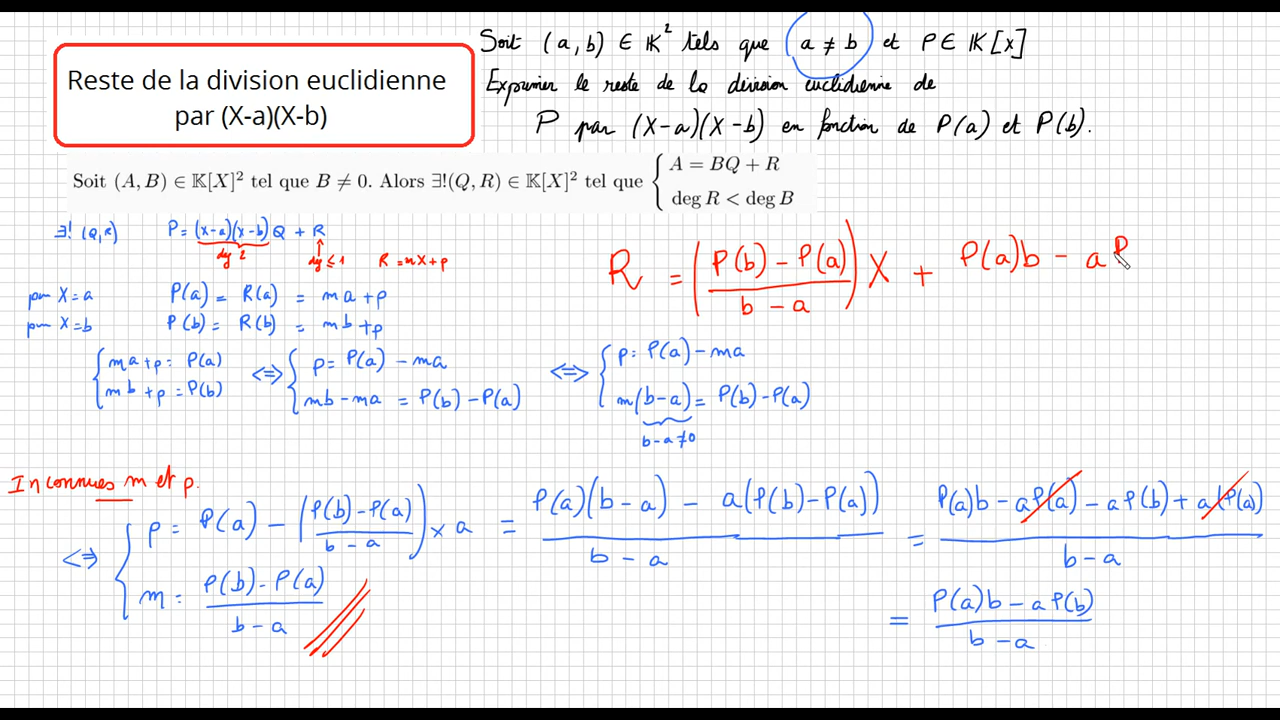 Reste de la division euclidienne
par (X-a)(X-b)
Soit (a,b) ∈ 𝕂² tels que (a ≠ b) et P ∈ 𝕂[X]
Exprimer le reste de la division euclidienne de
P par (X-a)(X-b) en fonction de P(a) et P(b).
Soit (A, B) ∈ 𝕂[X]² tel que B ≠ 0. Alors ∃!(Q, R) ∈ 𝕂[X]² tel que { A = BQ + R
deg R < deg B
∃! (Q,R) P = (X-a)(X-b)Q + R
deg 2 deg ≤ 1 R = mX+p
pour X=a P(a) = R(a) = ma+p
pour X=b P(b) = R(b) = mb+p
{ ma+p = P(a)
mb+p = P(b)
⟺ { p = P(a) - ma
mb-ma = P(b)-P(a)
⟺ { p = P(a)-ma
m(b-a) = P(b)-P(a)
b-a≠0
R = ( (P(b) - P(a)) / (b - a) ) X + P(a)b - a P
Inconnues m et p.
⟺ { p = P(a) - ( (P(b)-P(a)) / (b-a) ) × a = ( P(a)(b-a) - a(P(b)-P(a)) ) / (b-a) = ( P(a)b - aP(a) - aP(b) + aP(a) ) / (b-a)
m = (P(b)-P(a)) / (b-a)
= ( P(a)b - aP(b) ) / (b-a)